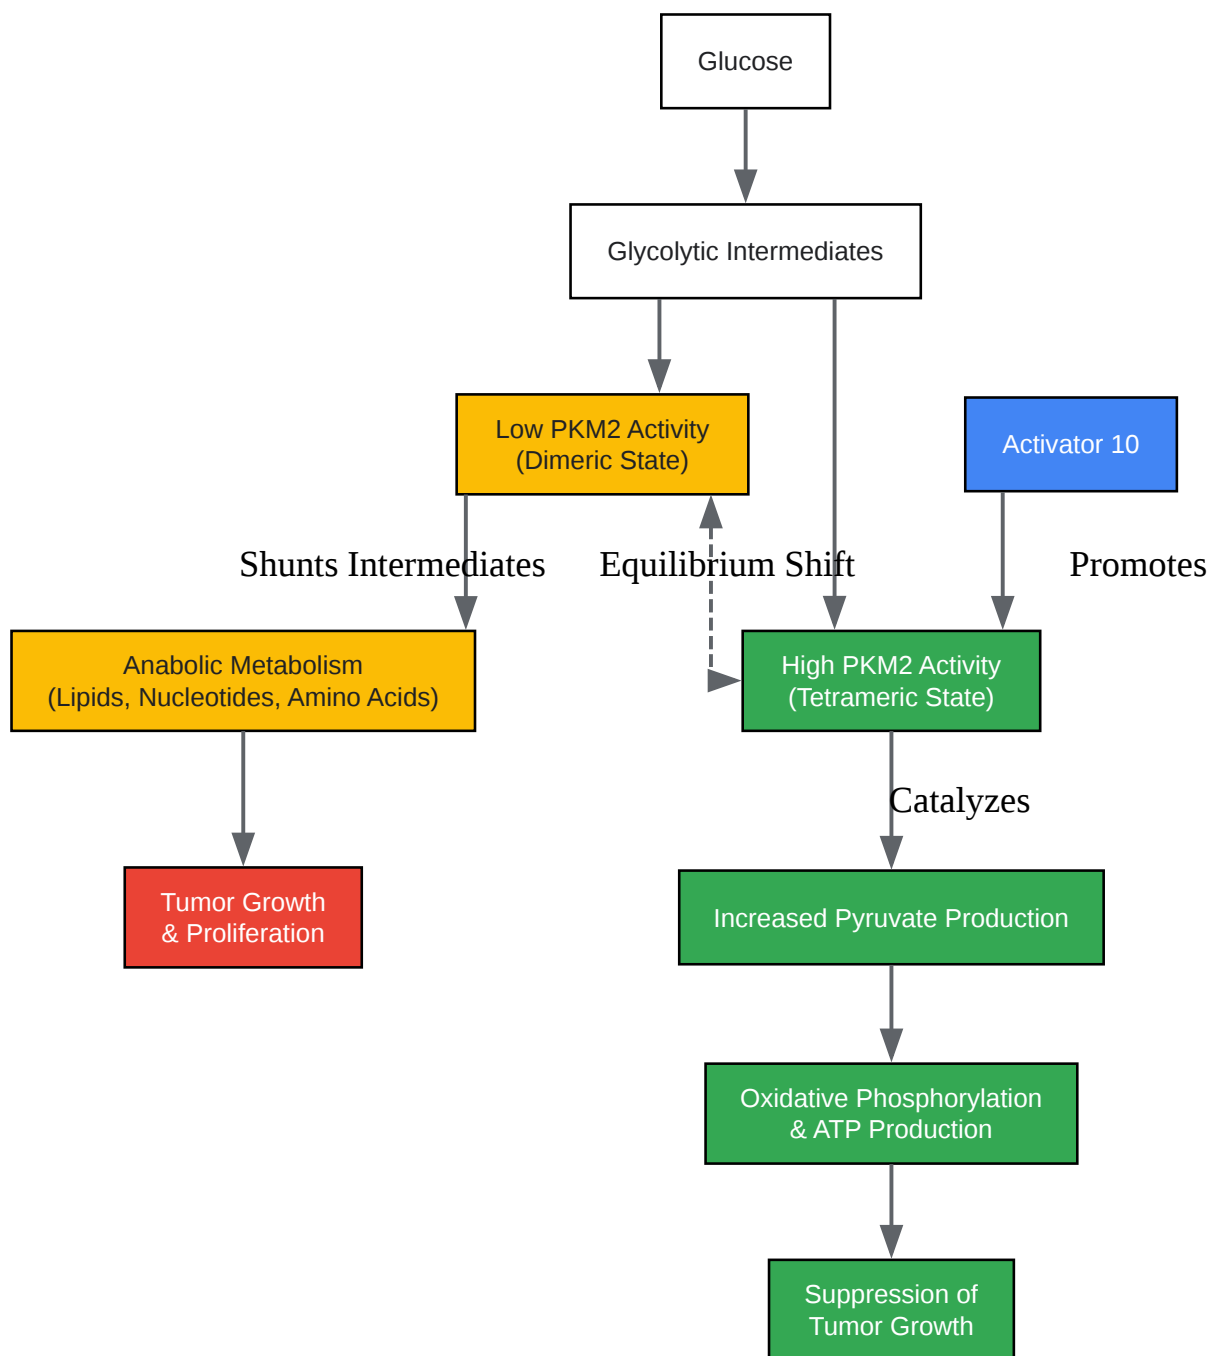 Glucose
Glycolytic Intermediates
Low PKM2 Activity
(Dimeric State)
Activator 10
Shunts Intermediates
Equilibrium Shift
Promotes
Anabolic Metabolism
(Lipids, Nucleotides, Amino Acids)
High PKM2 Activity
(Tetrameric State)
Catalyzes
Tumor Growth
& Proliferation
Increased Pyruvate Production
Oxidative Phosphorylation
& ATP Production
Suppression of
Tumor Growth